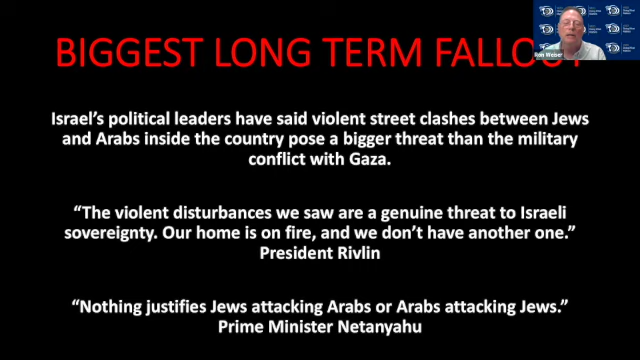 BIGGEST LONG TERM FALLOUT
Ron Weiser
Israel's political leaders have said violent street clashes between Jews
and Arabs inside the country pose a bigger threat than the military
conflict with Gaza.
“The violent disturbances we saw are a genuine threat to Israeli
sovereignty. Our home is on fire, and we don’t have another one.”
President Rivlin
“Nothing justifies Jews attacking Arabs or Arabs attacking Jews.”
Prime Minister Netanyahu